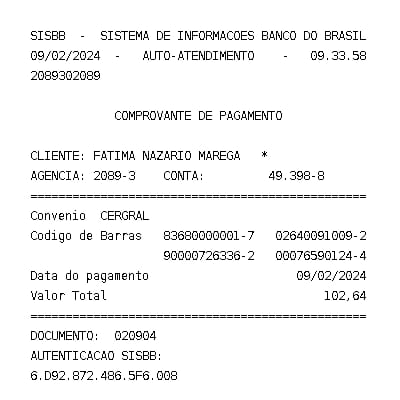 SISBB - SISTEMA DE INFORMACOES BANCO DO BRASIL
09/02/2024 - AUTO-ATENDIMENTO - 09.33.58
2089302089
COMPROVANTE DE PAGAMENTO
CLIENTE: FATIMA NAZARIO MAREGA *
AGENCIA: 2089-3 CONTA: 49.398-8
================================================
Convenio CERGRAL
Codigo de Barras 83680000001-7 02640091009-2
90000726336-2 00076590124-4
Data do pagamento 09/02/2024
Valor Total 102,64
================================================
DOCUMENTO: 020904
AUTENTICACAO SISBB:
6.D92.872.486.5F6.008